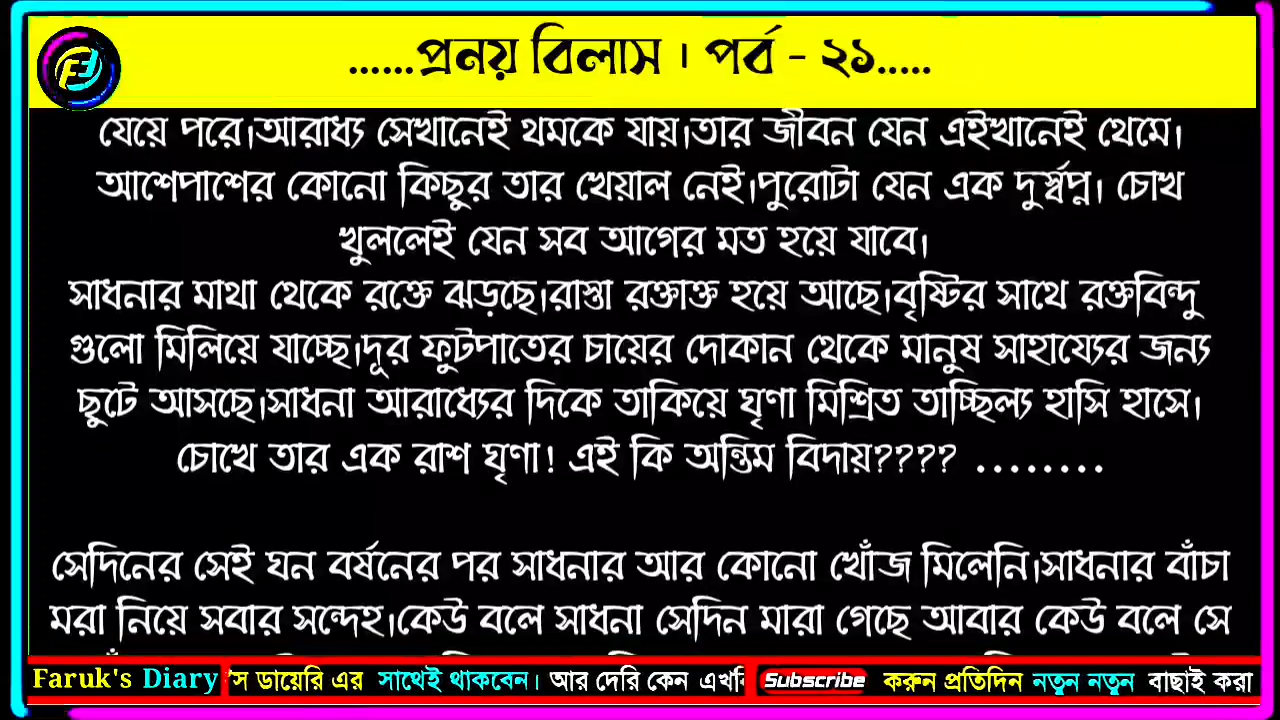 ......প্রনয় বিলাস । পর্ব - ২১.....
যেয়ে পরে।আরাধ্য সেখানেই থমকে যায়।তার জীবন যেন এইখানেই থেমে।
আশেপাশের কোনো কিছুর তার খেয়াল নেই।পুরোটা যেন এক দুর্স্বপ্ন। চোখ
খুললেই যেন সব আগের মত হয়ে যাবে।
সাধনার মাথা থেকে রক্তে ঝড়ছে।রাস্তা রক্তাক্ত হয়ে আছে।বৃষ্টির সাথে রক্তবিন্দু
গুলো মিলিয়ে যাচ্ছে।দূর ফুটপাতের চায়ের দোকান থেকে মানুষ সাহায্যের জন্য
ছুটে আসছে।সাধনা আরাধ্যের দিকে তাকিয়ে ঘৃণা মিশ্রিত তাচ্ছিল্য হাসি হাসে।
চোখে তার এক রাশ ঘৃণা! এই কি অন্তিম বিদায়???? ........
সেদিনের সেই ঘন বর্ষনের পর সাধনার আর কোনো খোঁজ মিলেনি।সাধনার বাঁচা
মরা নিয়ে সবার সন্দেহ।কেউ বলে সাধনা সেদিন মারা গেছে আবার কেউ বলে সে
Faruk's Diary 'স ডায়েরি এর সাথেই থাকবেন। আর দেরি কেন Subscribe করুন প্রতিদিন নতুন নতুন বাছাই করা